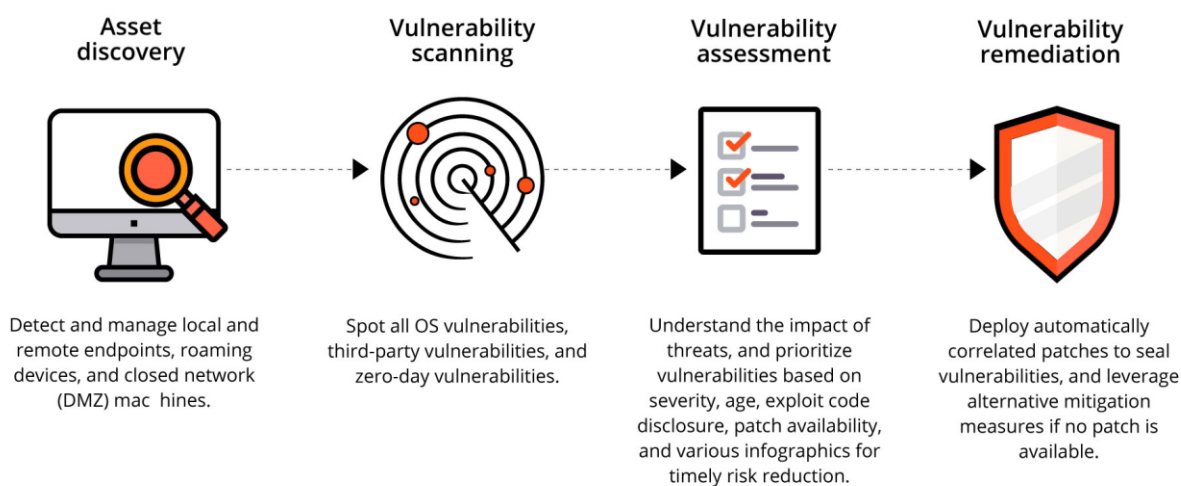 Asset
discovery
Vulnerability
scanning
Vulnerability
assessment
Vulnerability
remediation
Detect and manage local and
remote endpoints, roaming
devices, and closed network
(DMZ) mac hines.
Spot all OS vulnerabilities,
third-party vulnerabilities, and
zero-day vulnerabilities.
Understand the impact of
threats, and prioritize
vulnerabilities based on
severity, age, exploit code
disclosure, patch availability,
and various infographics for
timely risk reduction.
Deploy automatically
correlated patches to seal
vulnerabilities, and leverage
alternative mitigation
measures if no patch is
available.